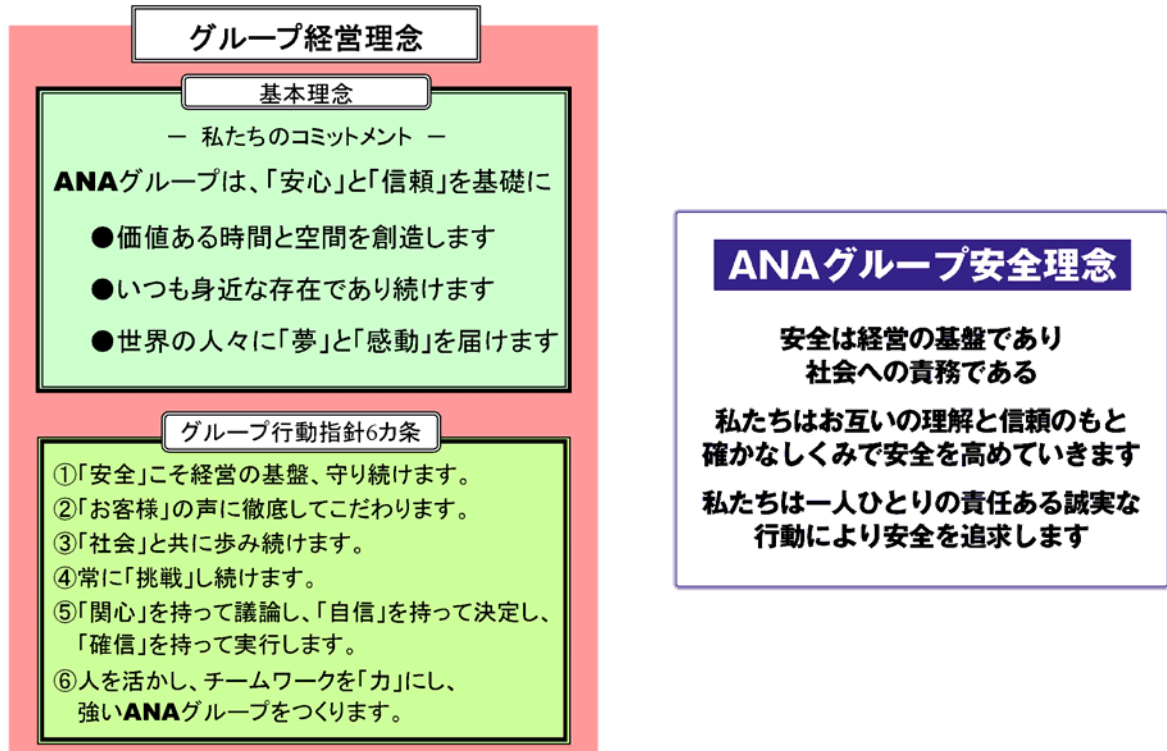 グループ経営理念
基本理念
－ 私たちのコミットメント －
ANAグループは、「安心」と「信頼」を基礎に
●価値ある時間と空間を創造します
●いつも身近な存在であり続けます
●世界の人々に「夢」と「感動」を届けます
グループ行動指針6カ条
①「安全」こそ経営の基盤、守り続けます。
②「お客様」の声に徹底してこだわります。
③「社会」と共に歩み続けます。
④常に「挑戦」し続けます。
⑤「関心」を持って議論し、「自信」を持って決定し、
「確信」を持って実行します。
⑥人を活かし、チームワークを「力」にし、
強いANAグループをつくります。
ANAグループ安全理念
安全は経営の基盤であり
社会への責務である
私たちはお互いの理解と信頼のもと
確かなしくみで安全を高めていきます
私たちは一人ひとりの責任ある誠実な
行動により安全を追求します